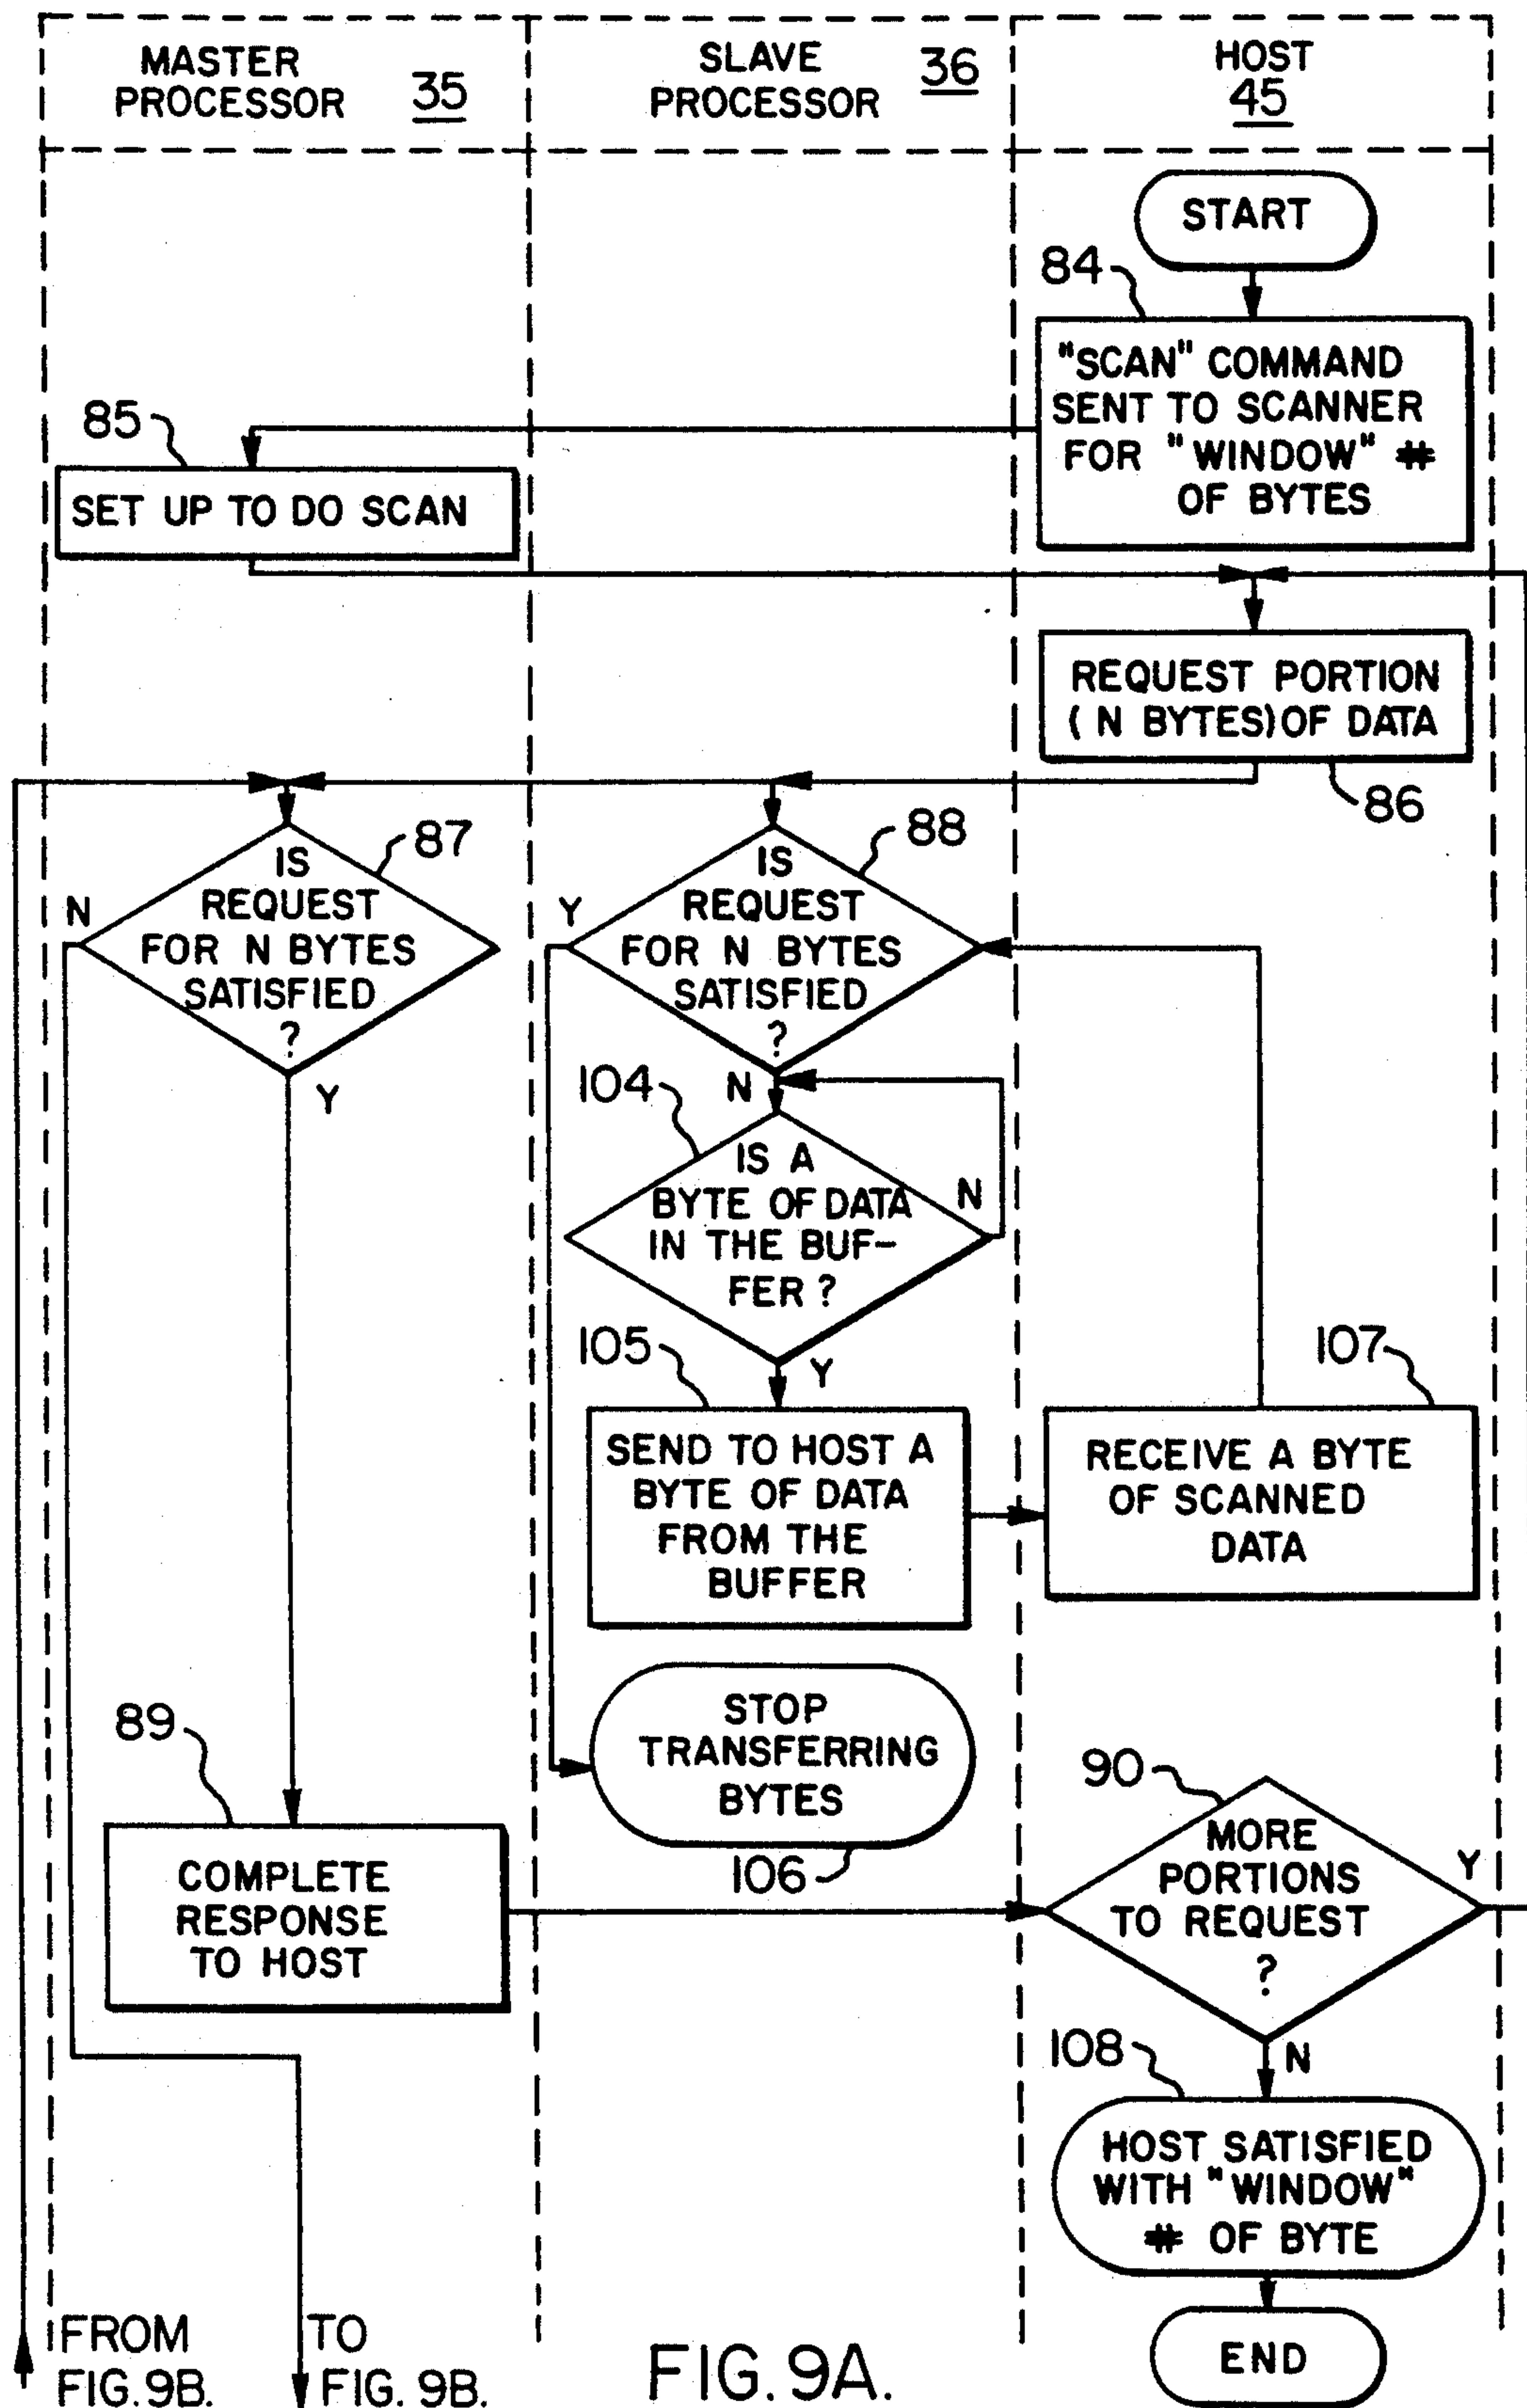 MASTER
PROCESSOR 35
SLAVE
PROCESSOR 36
HOST
45
START
84
"SCAN" COMMAND
SENT TO SCANNER
FOR "WINDOW" #
OF BYTES
85
SET UP TO DO SCAN
REQUEST PORTION
(N BYTES) OF DATA
86
87
IS
REQUEST
FOR N BYTES
SATISFIED
?
N
Y
88
IS
REQUEST
FOR N BYTES
SATISFIED
?
Y
N
104
IS A
BYTE OF DATA
IN THE BUF-
FER ?
N
Y
105
SEND TO HOST A
BYTE OF DATA
FROM THE
BUFFER
107
RECEIVE A BYTE
OF SCANNED
DATA
STOP
TRANSFERRING
BYTES
106
89
COMPLETE
RESPONSE
TO HOST
90
MORE
PORTIONS
TO REQUEST
?
Y
N
108
HOST SATISFIED
WITH "WINDOW"
# OF BYTE
END
FROM
FIG. 9B.
TO
FIG. 9B.
FIG. 9A.